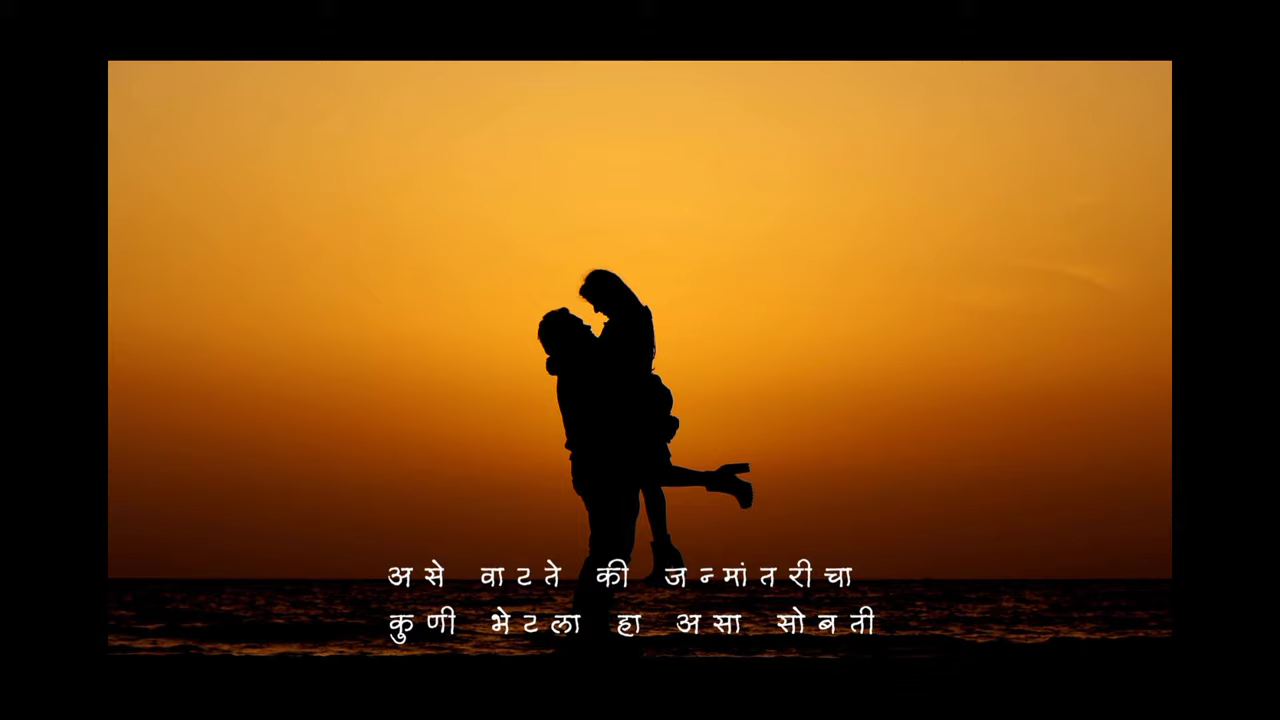 असे वाटते की जन्मांतरीचा
कुणी भेटला हा असा सोबती